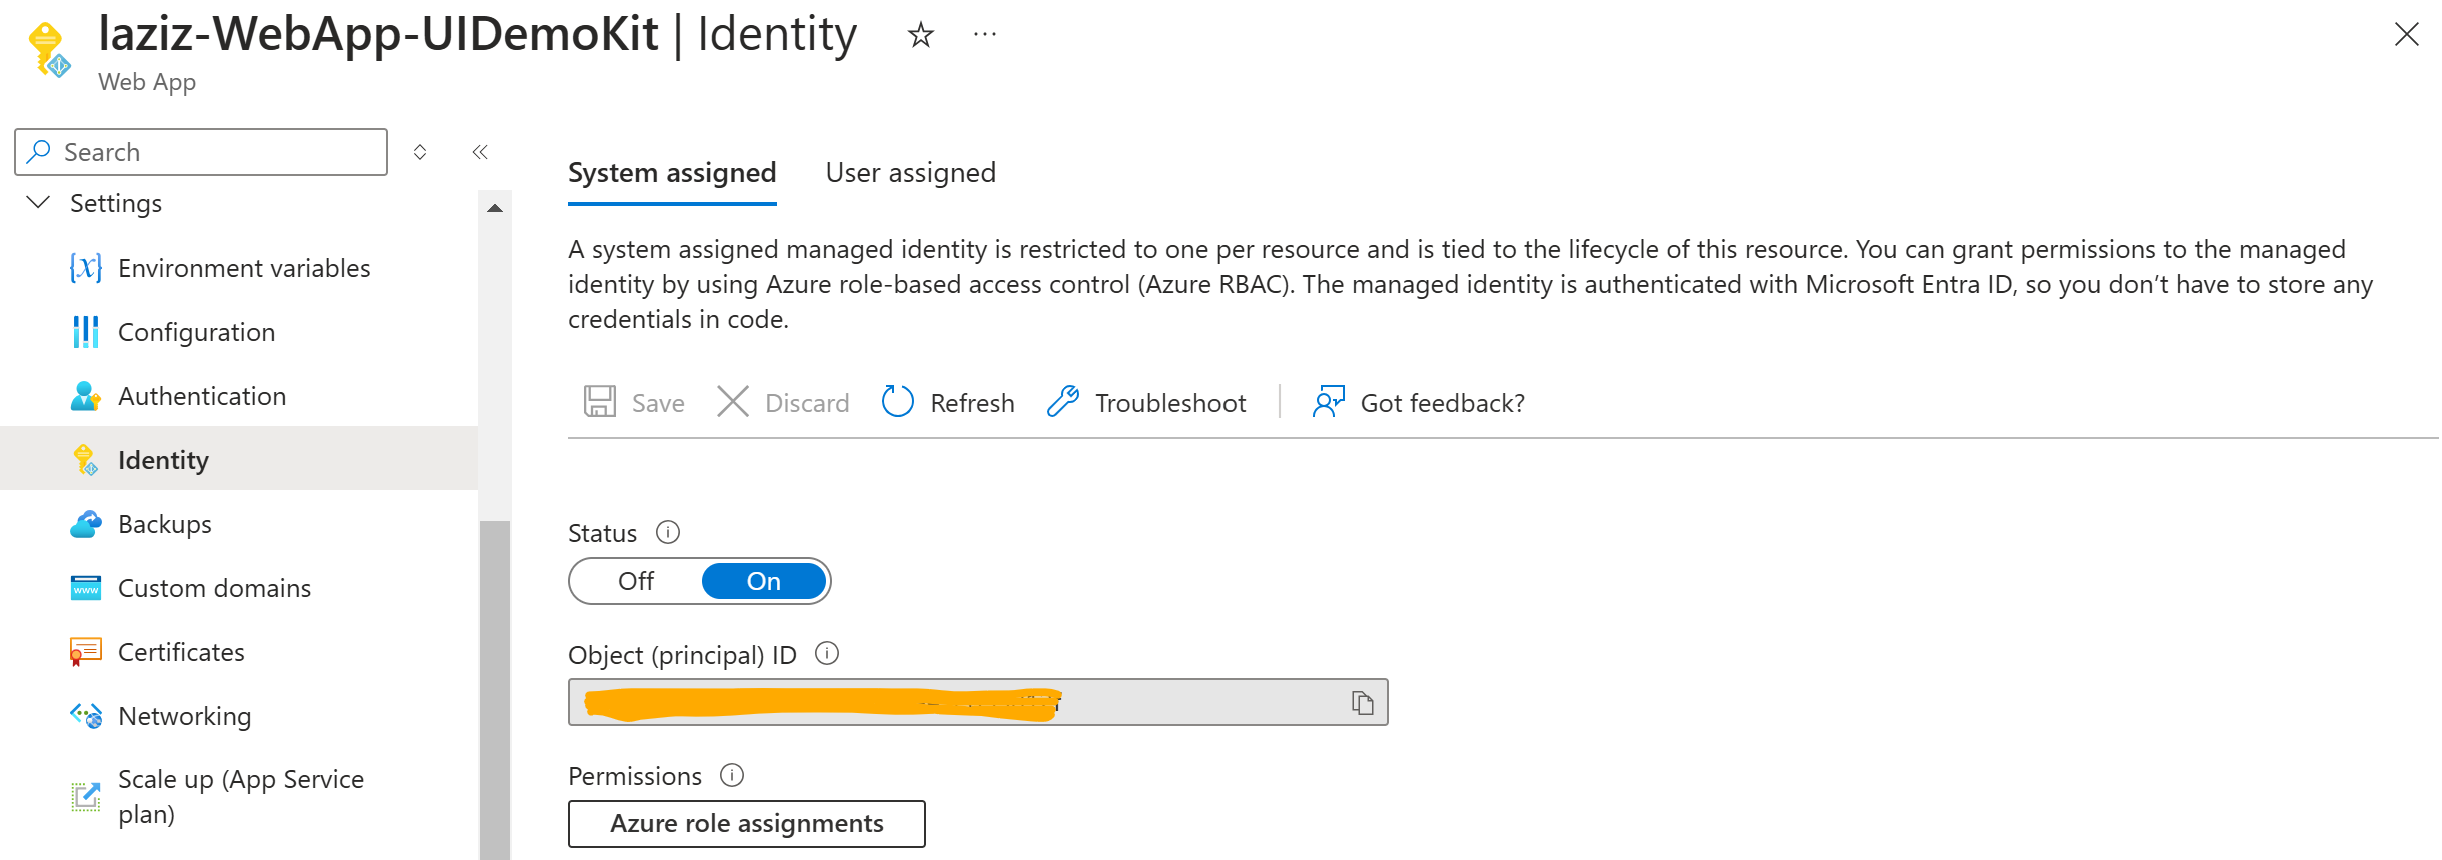 laziz-WebApp-UIDemoKit | Identity
Web App
Search
Settings
Environment variables
Configuration
Authentication
Identity
Backups
Custom domains
www
Certificates
Networking
Scale up (App Service
plan)
System assigned
User assigned
A system assigned managed identity is restricted to one per resource and is tied to the lifecycle of this resource. You can grant permissions to the managed
identity by using Azure role-based access control (Azure RBAC). The managed identity is authenticated with Microsoft Entra ID, so you don’t have to store any
credentials in code.
Save Discard Refresh Troubleshoot Got feedback?
Status
Off On
Object (principal) ID
Permissions
Azure role assignments